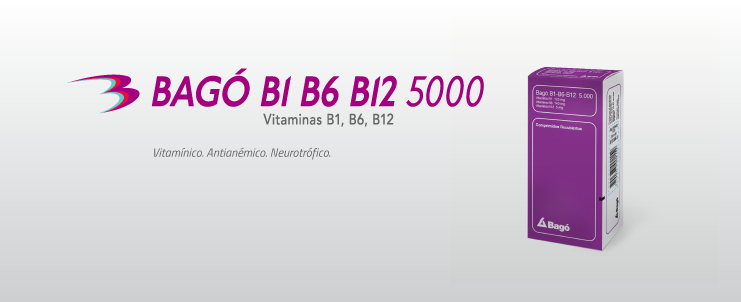 BAGÓ B1 B6 B12 5000
Vitaminas B1, B6, B12
Vitamínico. Antianémico. Neurotrófico.
Bagó B1-B6-B12 5.000
Comprimidos Recubiertos
Bagó